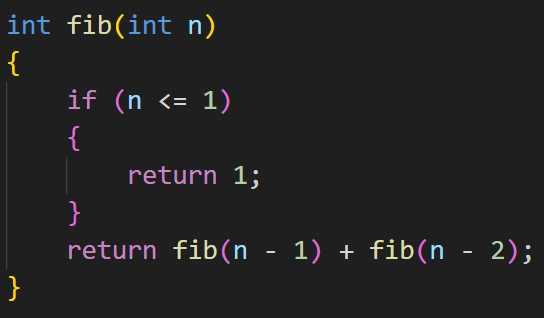 int fib(int n)
{
    if (n <= 1)
    {
        return 1;
    }
    return fib(n - 1) + fib(n - 2);
}